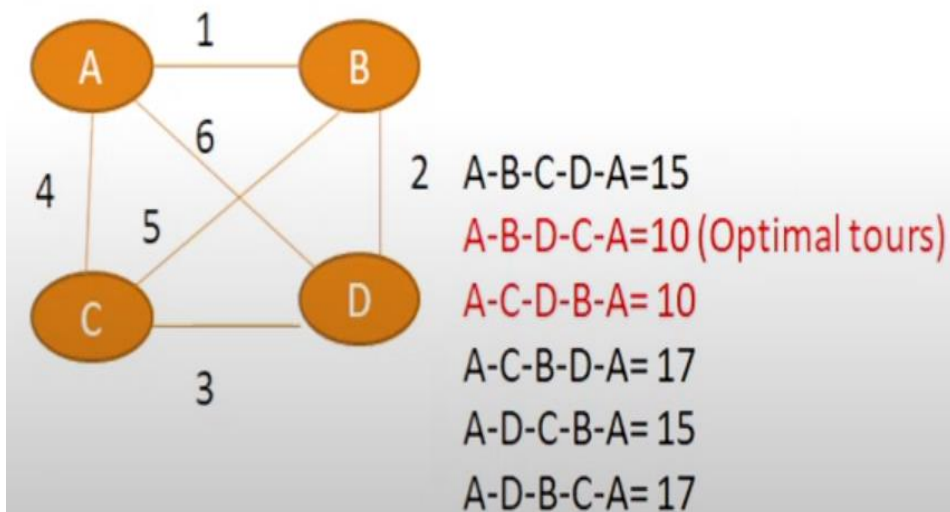 1
A
B
6
4
2
5
C
D
3
A-B-C-D-A=15
A-B-D-C-A=10 (Optimal tours)
A-C-D-B-A= 10
A-C-B-D-A= 17
A-D-C-B-A= 15
A-D-B-C-A= 17